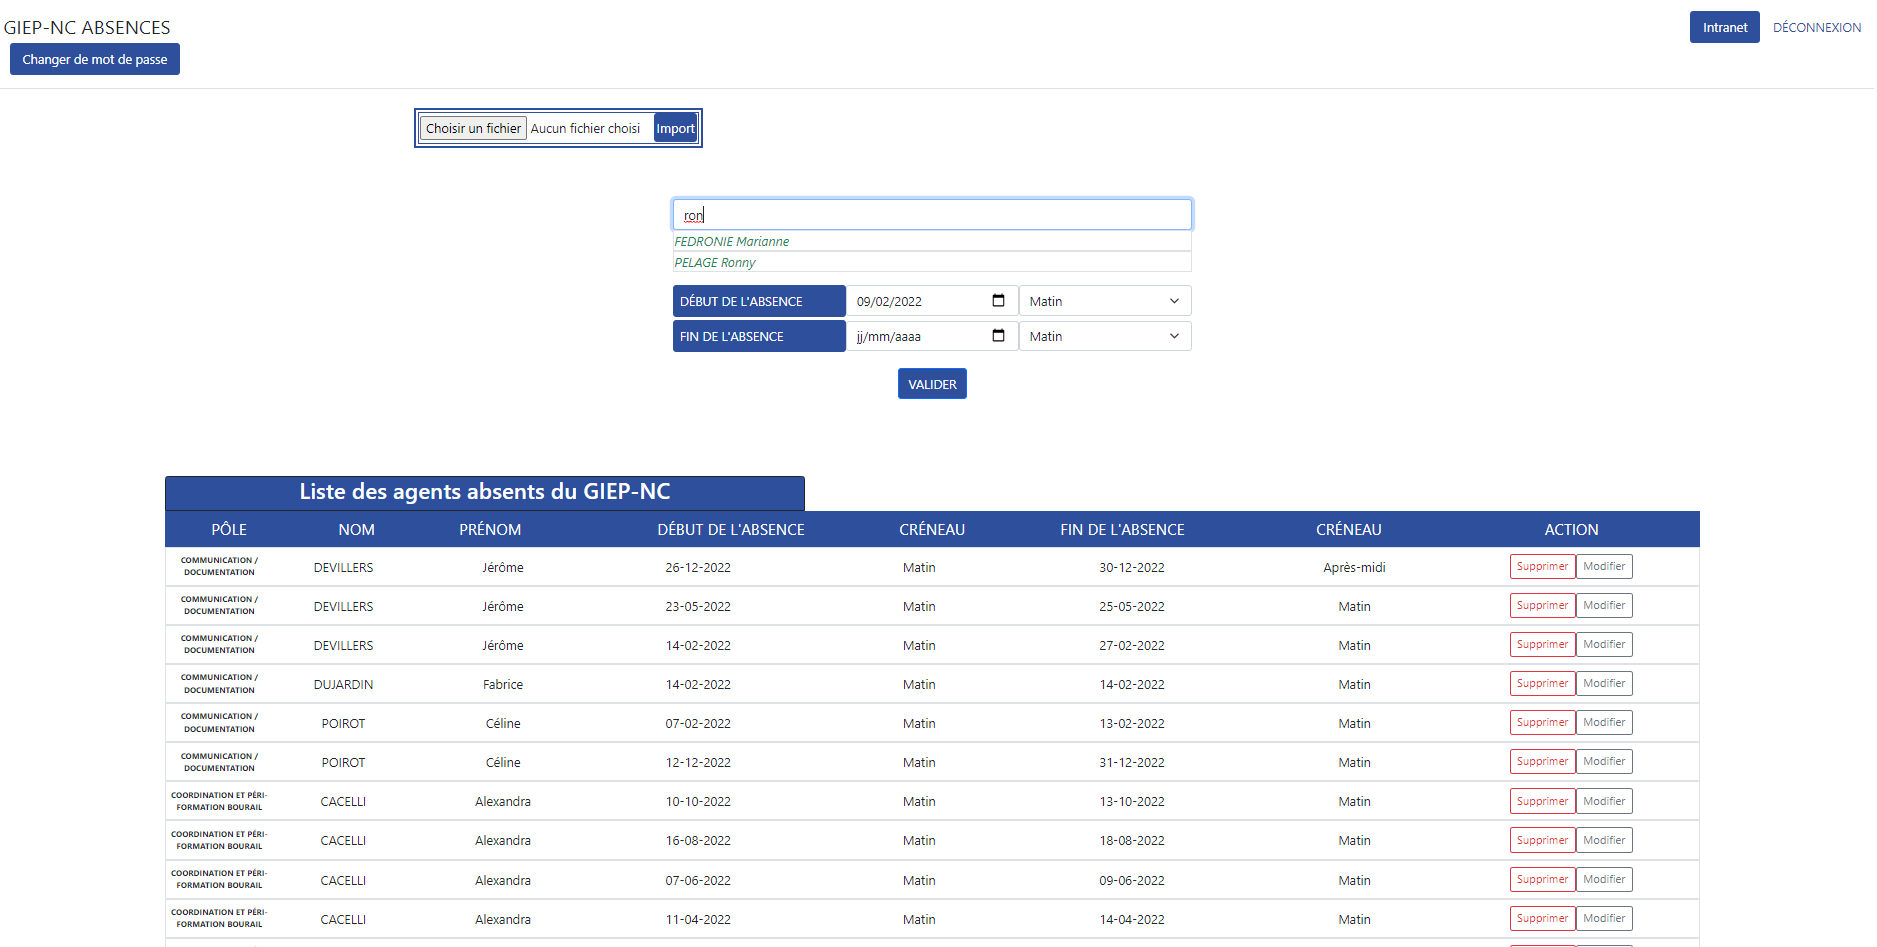 GIEP-NC ABSENCES
Intranet DÉCONNEXION
Changer de mot de passe
Choisir un fichier Aucun fichier choisi Import
ron
FEDRONIE Marianne
PELAGE Ronny
DÉBUT DE L'ABSENCE 09/02/2022 Matin
FIN DE L'ABSENCE jj/mm/aaaa Matin
VALIDER
Liste des agents absents du GIEP-NC
PÔLE NOM PRÉNOM DÉBUT DE L'ABSENCE CRÉNEAU FIN DE L'ABSENCE CRÉNEAU ACTION
COMMUNICATION /
DOCUMENTATION DEVILLERS Jérôme 26-12-2022 Matin 30-12-2022 Après-midi Supprimer Modifier
COMMUNICATION /
DOCUMENTATION DEVILLERS Jérôme 23-05-2022 Matin 25-05-2022 Matin Supprimer Modifier
COMMUNICATION /
DOCUMENTATION DEVILLERS Jérôme 14-02-2022 Matin 27-02-2022 Matin Supprimer Modifier
COMMUNICATION /
DOCUMENTATION DUJARDIN Fabrice 14-02-2022 Matin 14-02-2022 Matin Supprimer Modifier
COMMUNICATION /
DOCUMENTATION POIROT Céline 07-02-2022 Matin 13-02-2022 Matin Supprimer Modifier
COMMUNICATION /
DOCUMENTATION POIROT Céline 12-12-2022 Matin 31-12-2022 Matin Supprimer Modifier
COORDINATION ET PÉRI-
FORMATION BOURAIL CACELLI Alexandra 10-10-2022 Matin 13-10-2022 Matin Supprimer Modifier
COORDINATION ET PÉRI-
FORMATION BOURAIL CACELLI Alexandra 16-08-2022 Matin 18-08-2022 Matin Supprimer Modifier
COORDINATION ET PÉRI-
FORMATION BOURAIL CACELLI Alexandra 07-06-2022 Matin 09-06-2022 Matin Supprimer Modifier
COORDINATION ET PÉRI-
FORMATION BOURAIL CACELLI Alexandra 11-04-2022 Matin 14-04-2022 Matin Supprimer Modifier